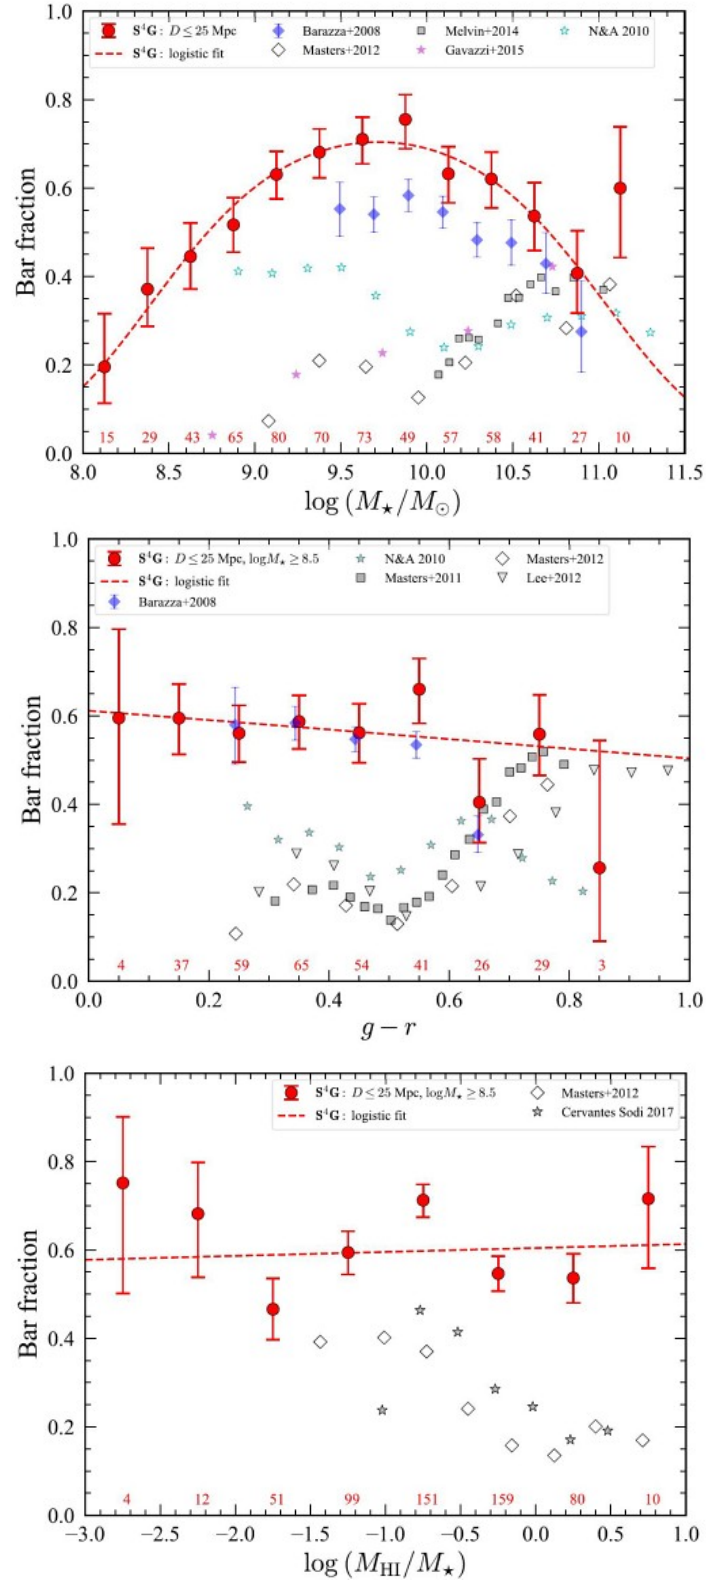 1.0
S⁴G: D ≤ 25 Mpc
Barazza+2008
Melvin+2014
N&A 2010
S⁴G: logistic fit
Masters+2012
Gavazzi+2015
0.8
0.6
Bar fraction
0.4
0.2
15 29 43 65 80 70 73 49 57 58 41 27 10
0.0
8.0 8.5 9.0 9.5 10.0 10.5 11.0 11.5
log (M⋆/M⊙)
1.0
S⁴G: D ≤ 25 Mpc, logM⋆ ≥ 8.5
N&A 2010
Masters+2012
S⁴G: logistic fit
Masters+2011
Lee+2012
Barazza+2008
0.8
0.6
Bar fraction
0.4
0.2
4 37 59 65 54 41 26 29 3
0.0
0.0 0.2 0.4 0.6 0.8 1.0
g − r
1.0
S⁴G: D ≤ 25 Mpc, logM⋆ ≥ 8.5
Masters+2012
S⁴G: logistic fit
Cervantes Sodi 2017
0.8
0.6
Bar fraction
0.4
0.2
4 12 51 99 151 159 80 10
0.0
−3.0 −2.5 −2.0 −1.5 −1.0 −0.5 0.0 0.5 1.0
log (M_HI/M⋆)